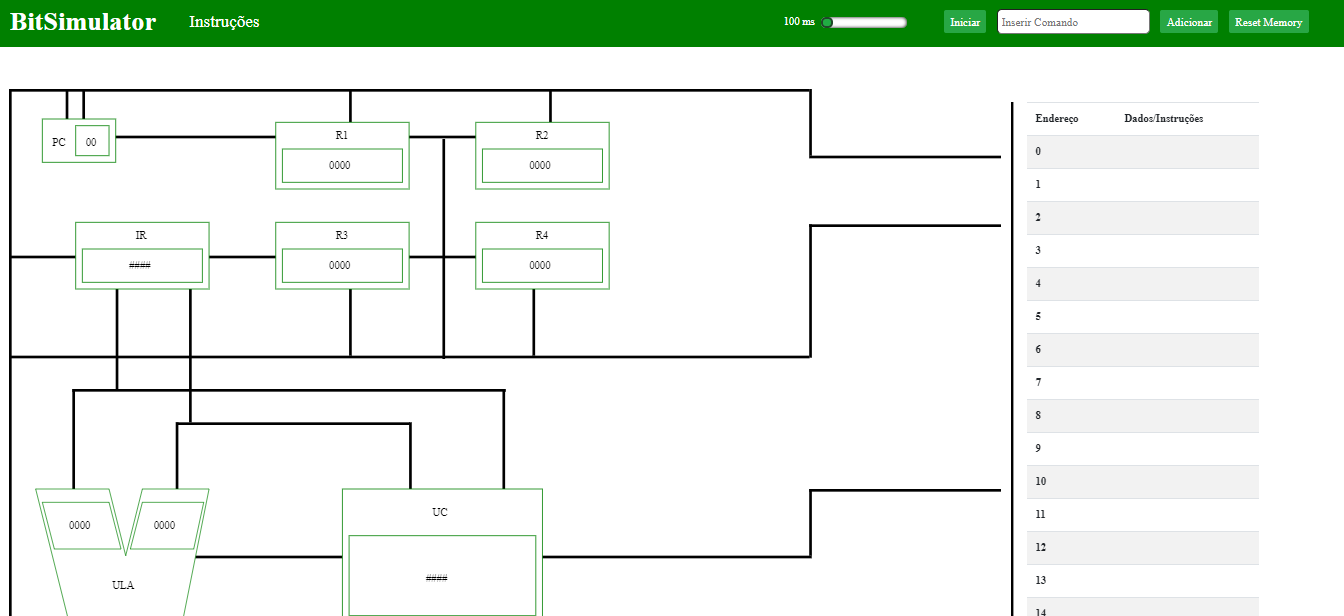 BitSimulator Instruções 100 ms Iniciar Inserir Comando Adicionar Reset Memory
Endereço Dados/Instruções
PC 00
R1
0000
R2
0000
IR
####
R3
0000
R4
0000
0000 0000
ULA
UC
####
0
1
2
3
4
5
6
7
8
9
10
11
12
13
14